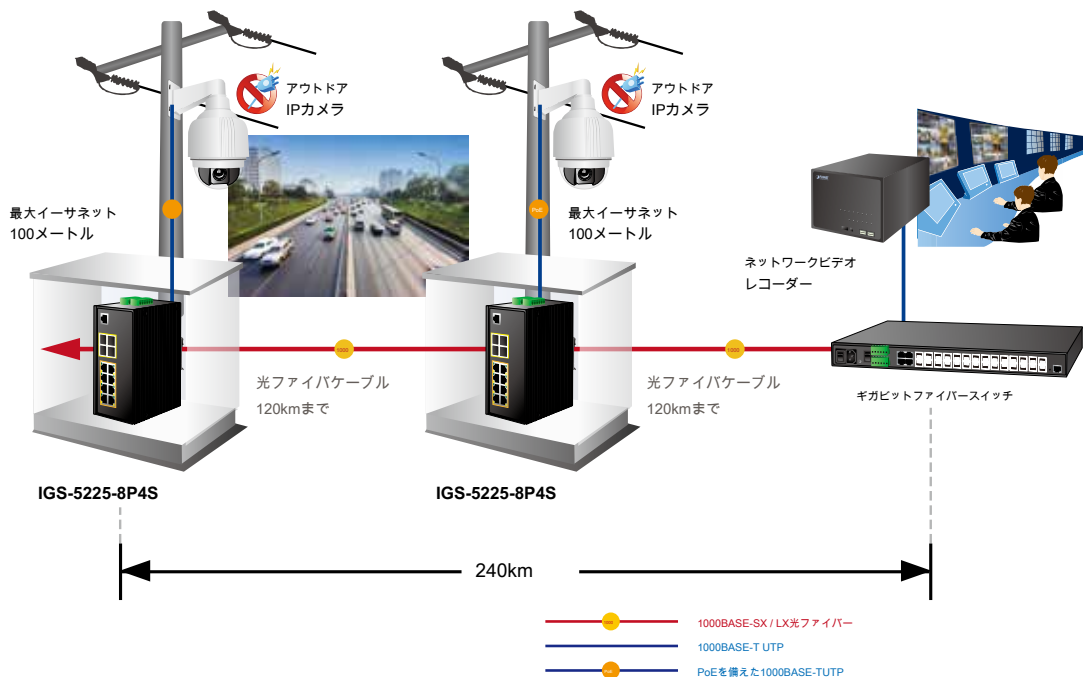 アウトドア
IPカメラ
アウトドア
IPカメラ
最大イーサネット
100メートル
PoE
最大イーサネット
100メートル
ネットワークビデオ
レコーダー
1000
1000
光ファイバケーブル
120kmまで
光ファイバケーブル
120kmまで
ギガビットファイバースイッチ
IGS-5225-8P4S
IGS-5225-8P4S
240km
1000
1000BASE-SX / LX光ファイバー
1000BASE-T UTP
PoE
PoEを備えた1000BASE-TUTP